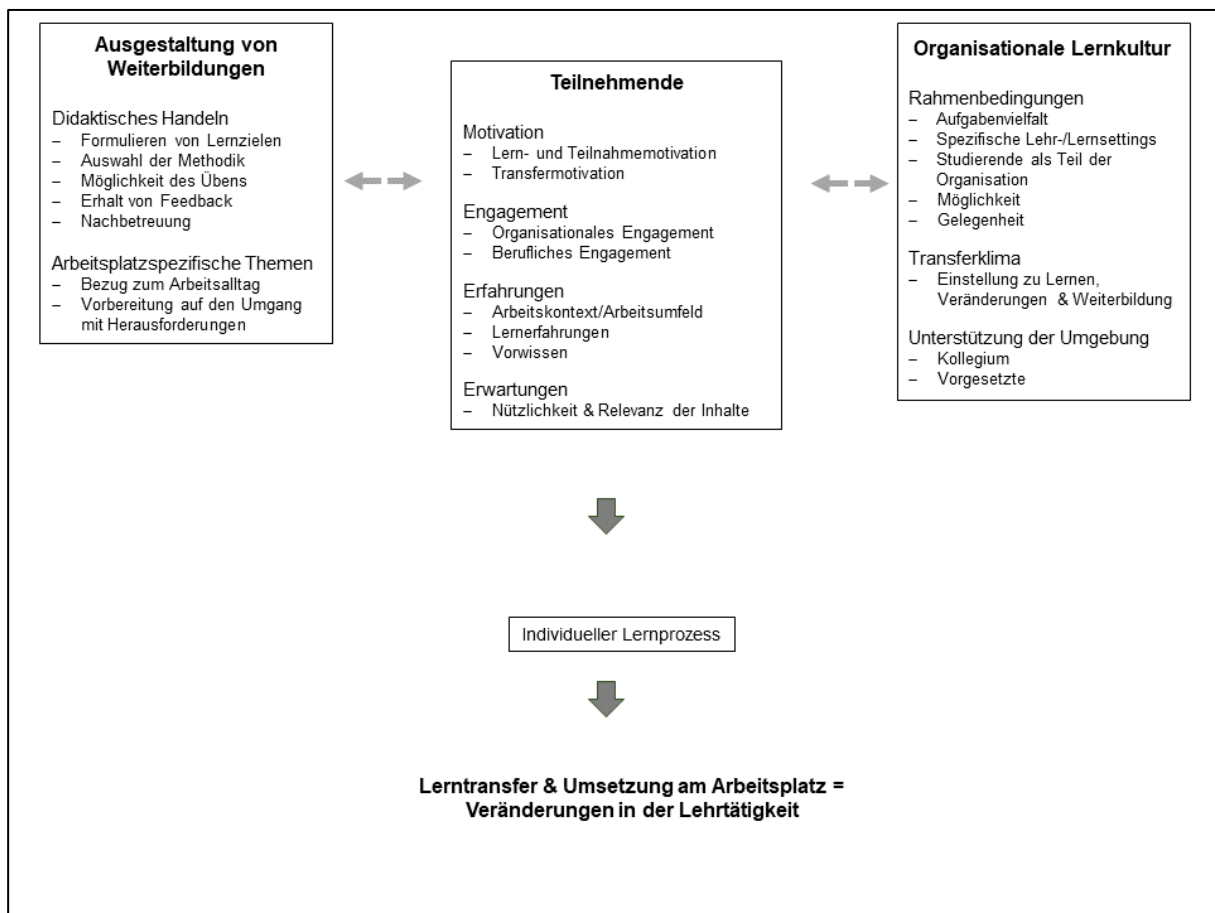 Ausgestaltung von
Weiterbildungen
Didaktisches Handeln
– Formulieren von Lernzielen
– Auswahl der Methodik
– Möglichkeit des Übens
– Erhalt von Feedback
– Nachbetreuung
Arbeitsplatzspezifische Themen
– Bezug zum Arbeitsalltag
– Vorbereitung auf den Umgang
mit Herausforderungen
Teilnehmende
Motivation
– Lern- und Teilnahmemotivation
– Transfermotivation
Engagement
– Organisationales Engagement
– Berufliches Engagement
Erfahrungen
– Arbeitskontext/Arbeitsumfeld
– Lernerfahrungen
– Vorwissen
Erwartungen
– Nützlichkeit & Relevanz der Inhalte
Organisationale Lernkultur
Rahmenbedingungen
– Aufgabenvielfalt
– Spezifische Lehr-/Lernsettings
– Studierende als Teil der
Organisation
– Möglichkeit
– Gelegenheit
Transferklima
– Einstellung zu Lernen,
Veränderungen & Weiterbildung
Unterstützung der Umgebung
– Kollegium
– Vorgesetzte
Individueller Lernprozess
Lerntransfer & Umsetzung am Arbeitsplatz =
Veränderungen in der Lehrtätigkeit